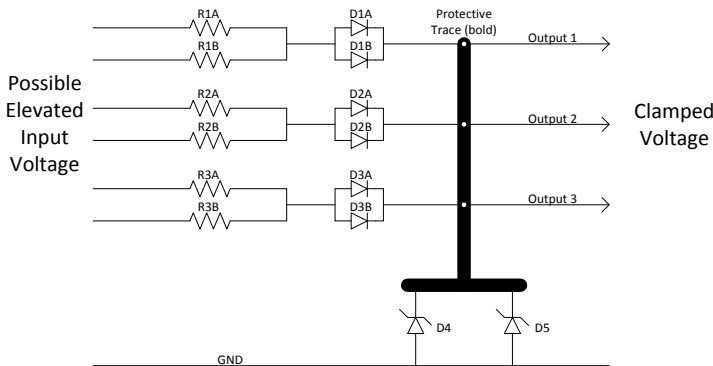 R1A
D1A
Protective
Trace (bold)
Output 1
R1B
D1B
Possible
Elevated
Input
Voltage
R2A
D2A
Output 2
R2B
D2B
Clamped
Voltage
R3A
D3A
Output 3
R3B
D3B
D4
D5
GND